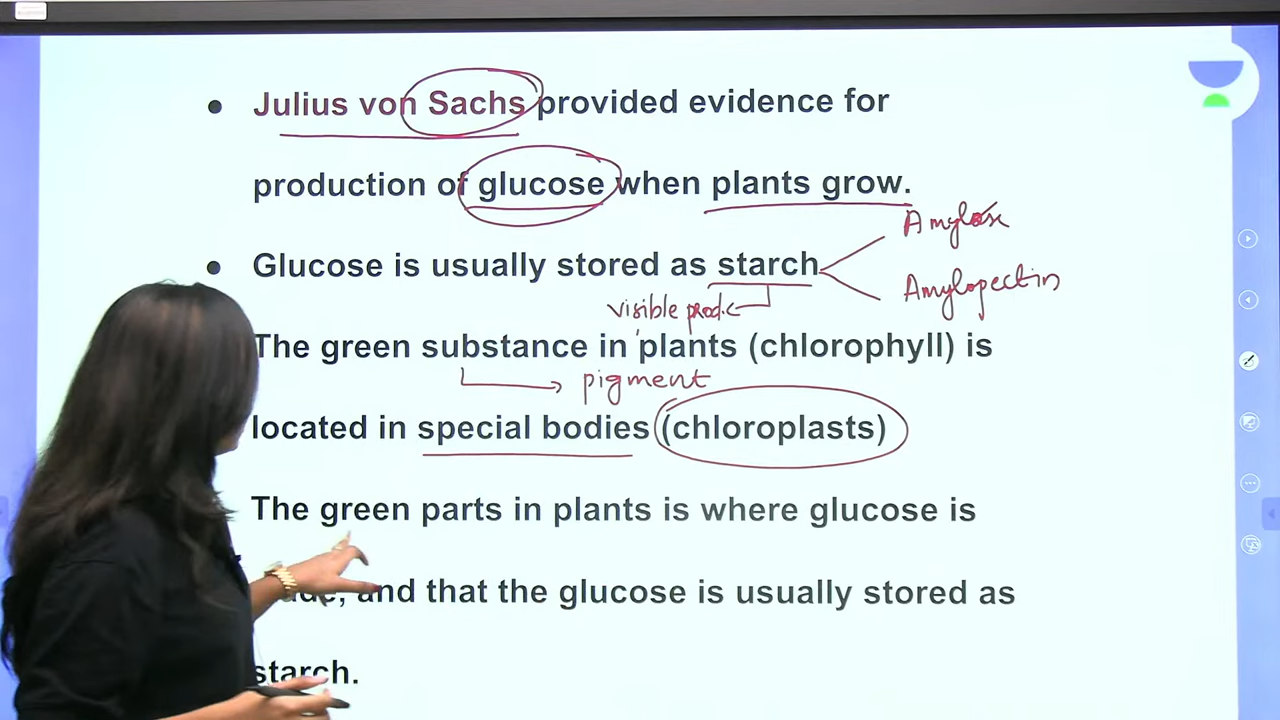 Julius von Sachs provided evidence for
production of glucose when plants grow.
Amylose
Glucose is usually stored as starch
Amylopectin
visible prod.
The green substance in plants (chlorophyll) is
pigment
located in special bodies (chloroplasts)
The green parts in plants is where glucose is
and that the glucose is usually stored as
starch.